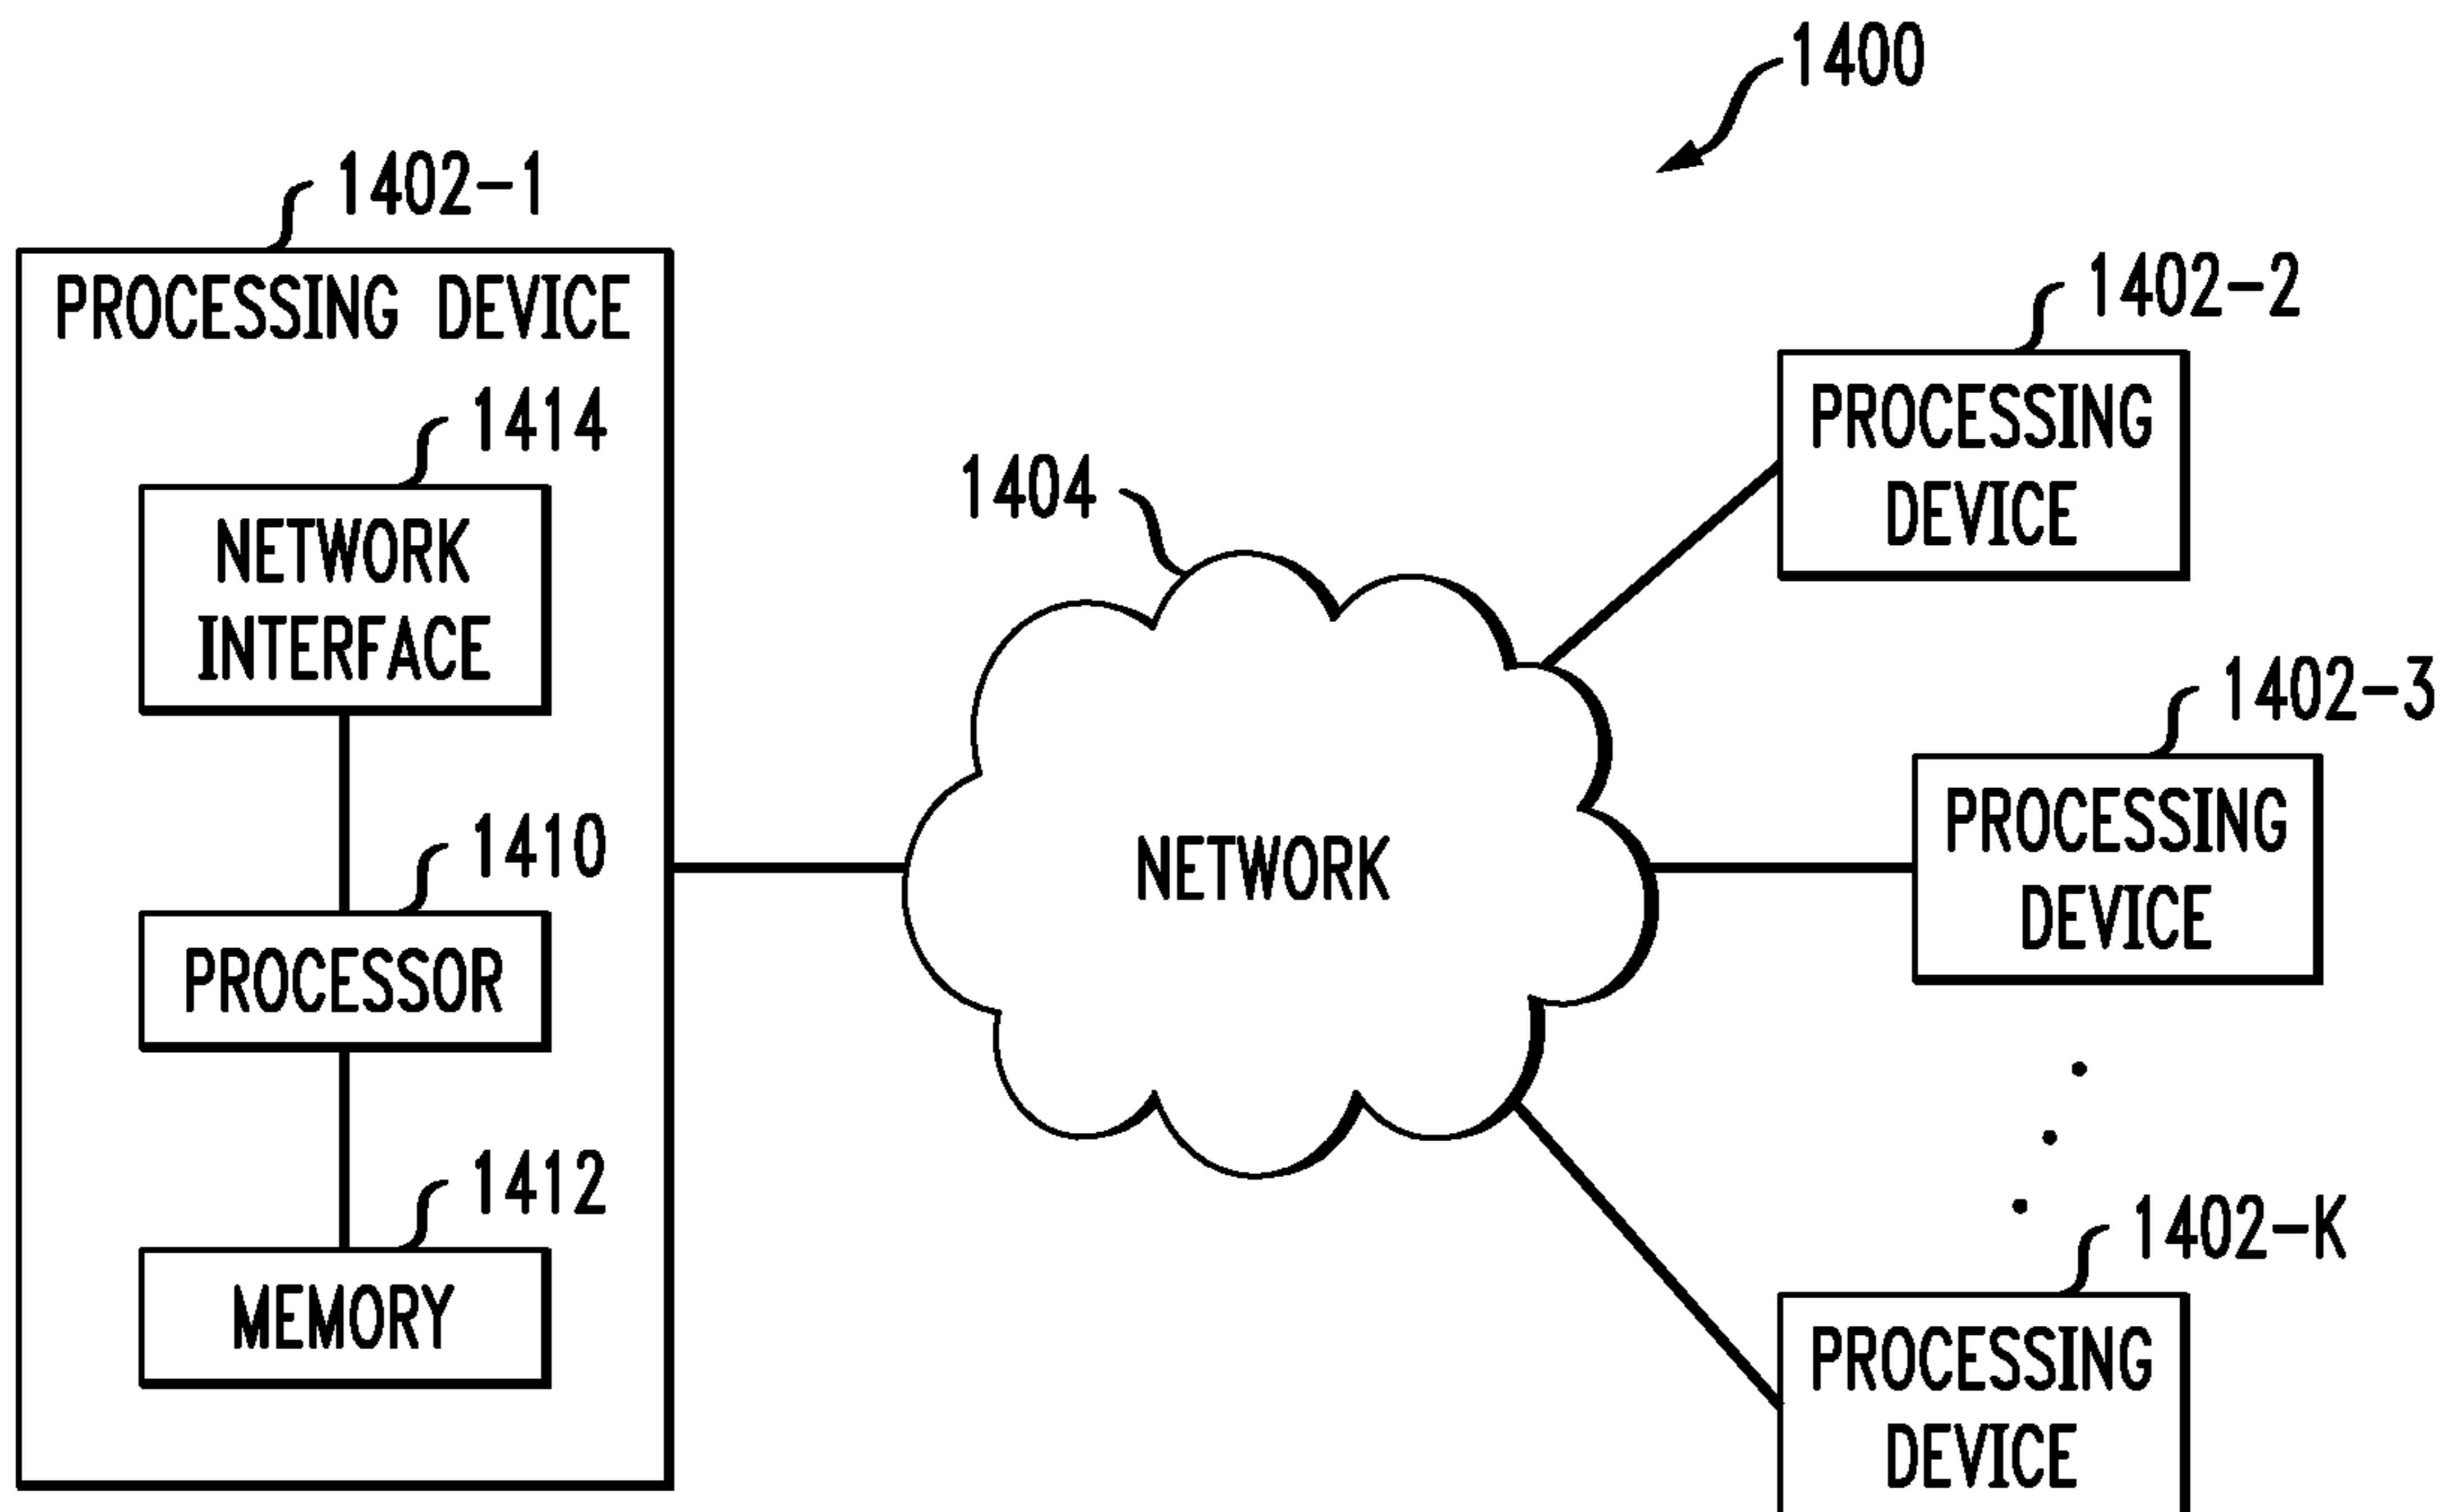 1400
1402-1
PROCESSING DEVICE
1414
NETWORK
INTERFACE
1410
PROCESSOR
1412
MEMORY
1404
NETWORK
1402-2
PROCESSING
DEVICE
1402-3
PROCESSING
DEVICE
1402-K
PROCESSING
DEVICE